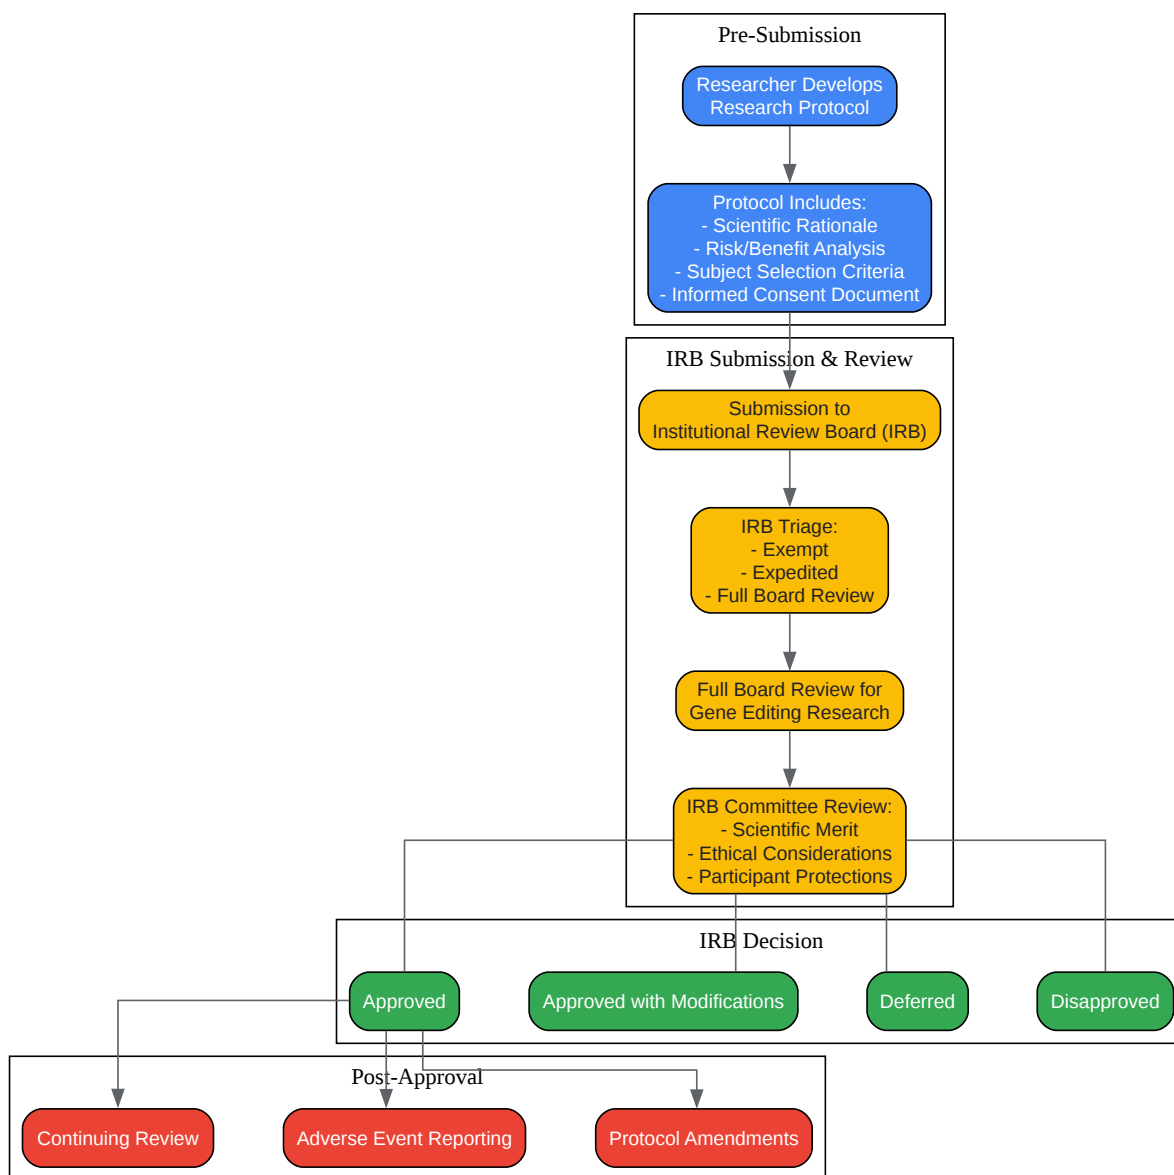 Pre-Submission
Researcher Develops
Research Protocol
Protocol Includes:
- Scientific Rationale
- Risk/Benefit Analysis
- Subject Selection Criteria
- Informed Consent Document
IRB Submission & Review
Submission to
Institutional Review Board (IRB)
IRB Triage:
- Exempt
- Expedited
- Full Board Review
Full Board Review for
Gene Editing Research
IRB Committee Review:
- Scientific Merit
- Ethical Considerations
- Participant Protections
IRB Decision
Approved
Approved with Modifications
Deferred
Disapproved
Post-Approval
Continuing Review
Adverse Event Reporting
Protocol Amendments